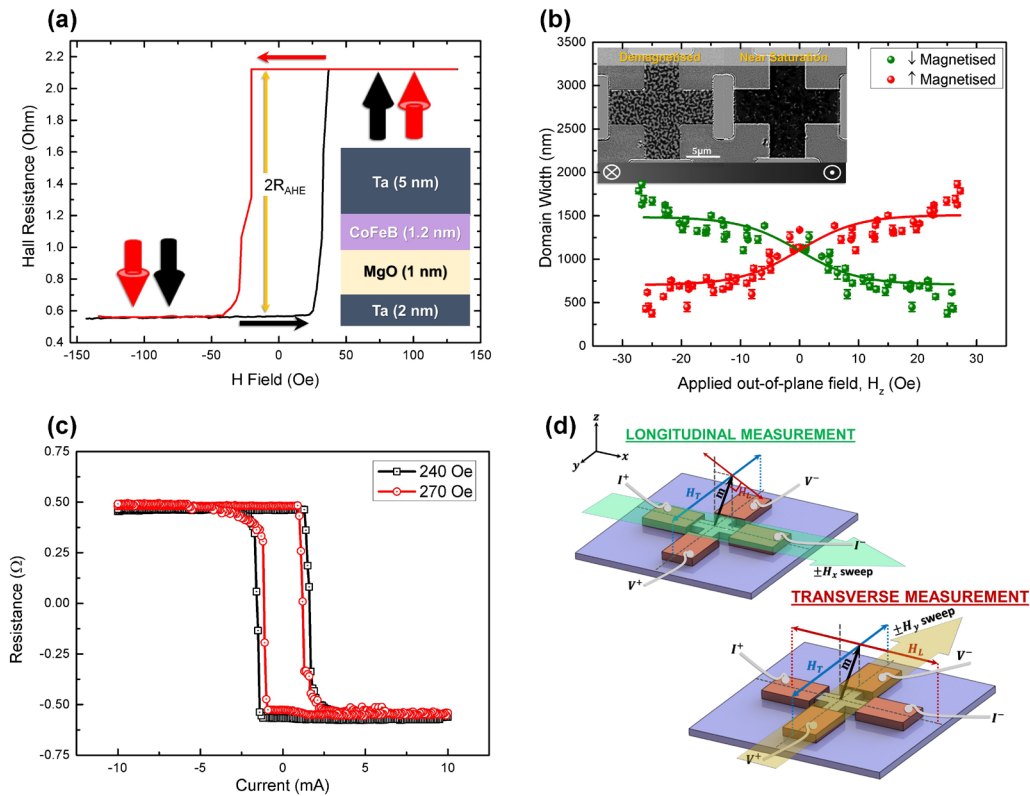 (a)
Hall Resistance (Ohm)
2.2
2.0
1.8
1.6
1.4
1.2
1.0
0.8
0.6
0.4
2R_AHE
Ta (5 nm)
CoFeB (1.2 nm)
MgO (1 nm)
Ta (2 nm)
-150 -100 -50 0 50 100 150
H Field (Oe)
(b)
Domain Width (nm)
3500
3000
2500
2000
1500
1000
500
0
Demagnetised Near Saturation
5μm
↓ Magnetised
↑ Magnetised
-30 -20 -10 0 10 20 30
Applied out-of-plane field, H_z (Oe)
(c)
Resistance (Ω)
0.75
0.50
0.25
0.00
-0.25
-0.50
-0.75
240 Oe
270 Oe
-10 -5 0 5 10
Current (mA)
(d)
z
y x
LONGITUDINAL MEASUREMENT
I⁺
H_T
m
H_L
V⁻
I⁻
V⁺
±H_x sweep
TRANSVERSE MEASUREMENT
±H_y sweep
I⁺
H_T
m
H_L
V⁻
I⁻
V⁺